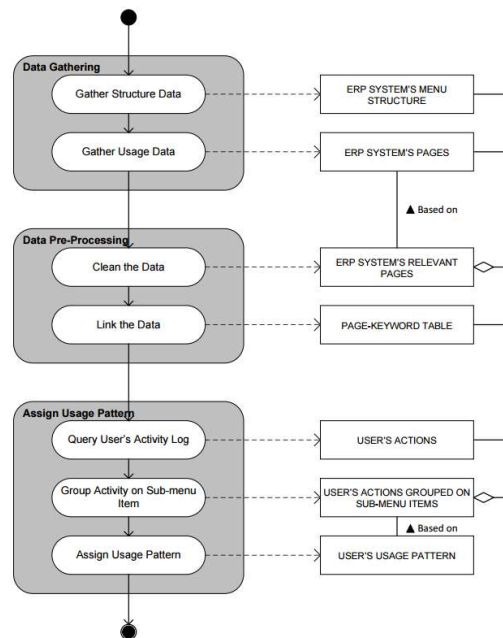 Data Gathering
Gather Structure Data
ERP SYSTEM'S MENU
STRUCTURE
Gather Usage Data
ERP SYSTEM'S PAGES
▲ Based on
Data Pre-Processing
Clean the Data
ERP SYSTEM'S RELEVANT
PAGES
Link the Data
PAGE-KEYWORD TABLE
Assign Usage Pattern
Query User's Activity Log
USER'S ACTIONS
Group Activity on Sub-menu
Item
USER'S ACTIONS GROUPED ON
SUB-MENU ITEMS
▲ Based on
Assign Usage Pattern
USER'S USAGE PATTERN